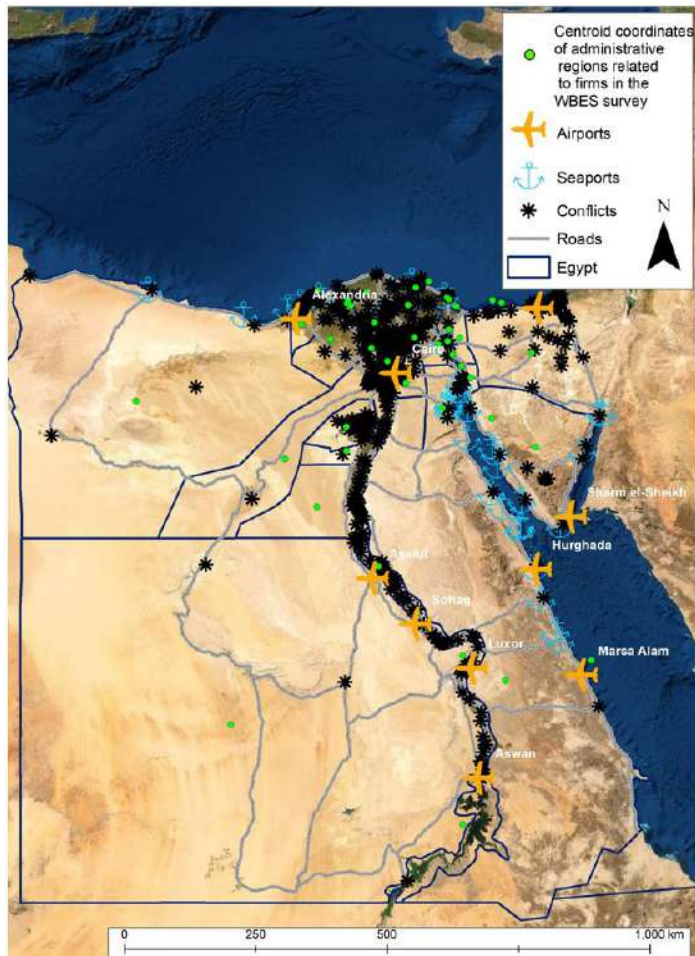 Centroid coordinates
of administrative
regions related
to firms in the
WBES survey
Airports
Seaports
Conflicts
Roads
Egypt
N
Alexandria
Cairo
Sharm el-Sheikh
Hurghada
Assiut
Sohag
Luxor
Marsa Alam
Aswan
0 250 500 1,000 km